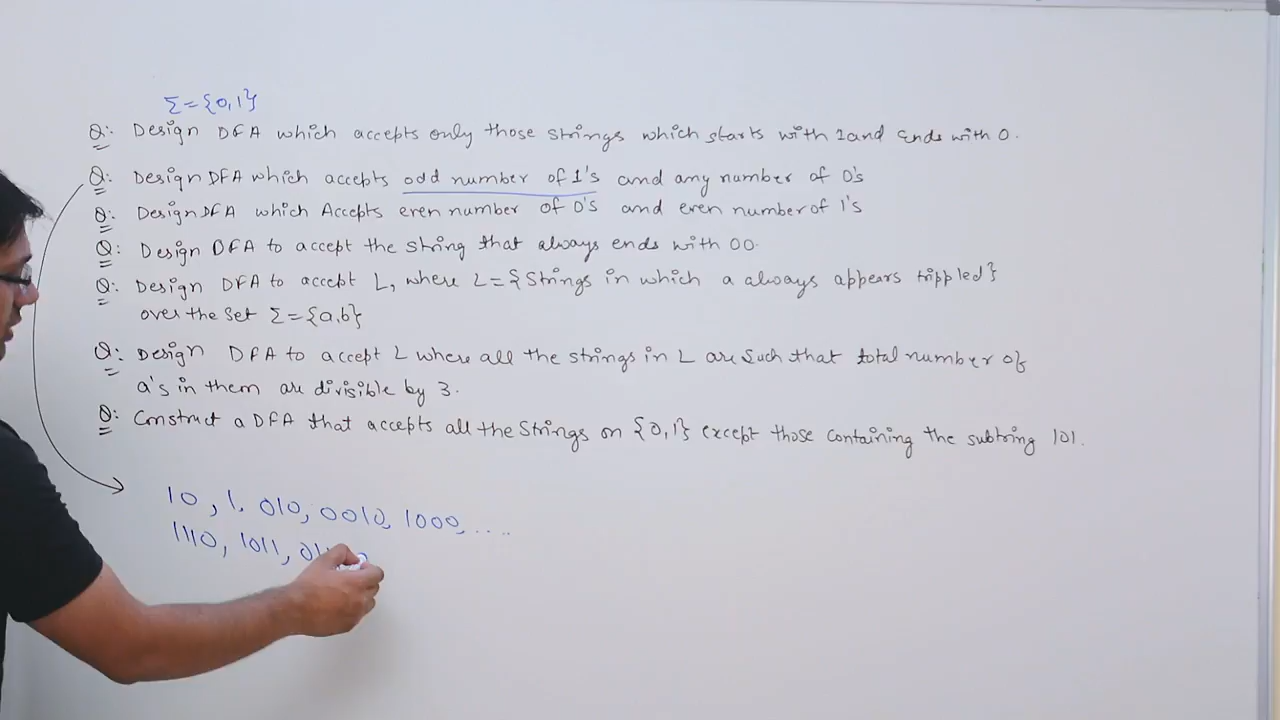 Σ={0,1}
Q: Design DFA which accepts only those strings which starts with 1 and Ends with 0.
Q: Design DFA which accepts odd number of 1's and any number of 0's
Q: Design DFA which Accepts even number of 0's and even number of 1's
Q: Design DFA to accept the string that always ends with 00.
Q: Design DFA to accept L, where L={Strings in which a always appears trippled}
over the set Σ={a,b}
Q: Design DFA to accept L where all the strings in L are such that total number of
a's in them are divisible by 3.
Q: Construct a DFA that accepts all the Strings on {0,1} except those containing the substring 101.
10, 1, 010, 0010, 1000, .....
1110, 1011,